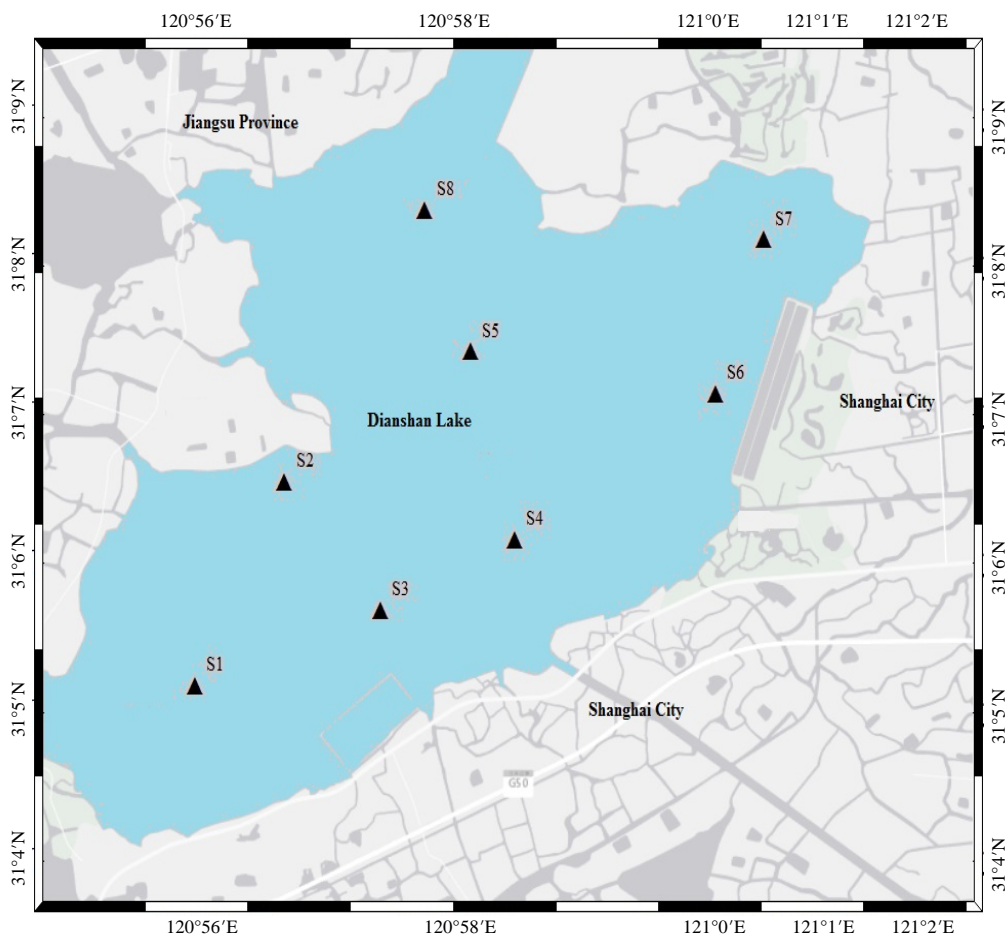 120°56′E 120°58′E 121°0′E 121°1′E 121°2′E
31°9′N
31°9′N
Jiangsu Province
S8
S7
31°8′N
31°8′N
S5
S6
31°7′N
31°7′N
Shanghai City
Dianshan Lake
S2
S4
31°6′N
31°6′N
S3
S1
31°5′N
31°5′N
Shanghai City
G50
31°4′N
31°4′N
120°56′E 120°58′E 121°0′E 121°1′E 121°2′E